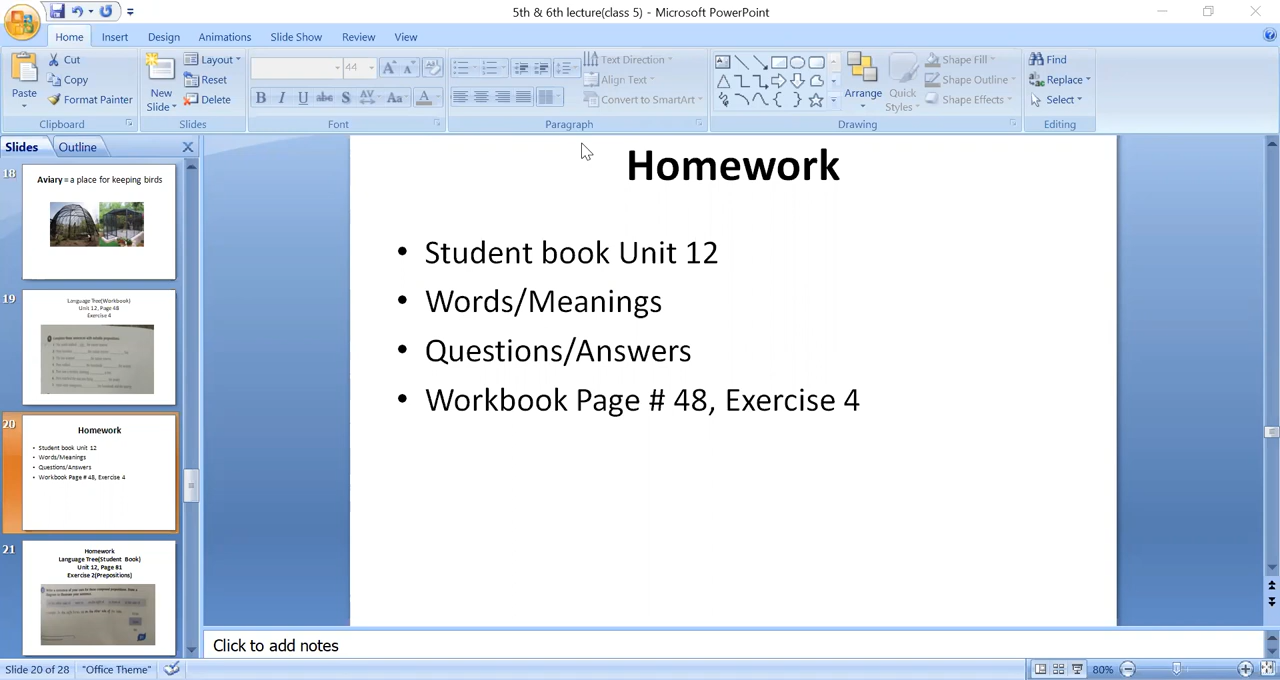 5th & 6th lecture(class 5) - Microsoft PowerPoint
Home Insert Design Animations Slide Show Review View
Paste
Cut
Copy
Format Painter
Clipboard
New Slide
Layout
Reset
Delete
Slides
44
B I U abc S AV Aa A
Font
Text Direction
Align Text
Convert to SmartArt
Paragraph
Arrange
Quick Styles
Shape Fill
Shape Outline
Shape Effects
Drawing
Find
Replace
Select
Editing
Slides Outline
18
Aviary = a place for keeping birds
19
Language Tree(Workbook)
Unit 12, Page 48
Exercise 4
20
Homework
• Student book Unit 12
• Words/Meanings
• Questions/Answers
• Workbook Page # 48, Exercise 4
21
Homework
Language Tree(Student Book)
Unit 12, Page 81
Exercise 2(Prepositions)
Homework
• Student book Unit 12
• Words/Meanings
• Questions/Answers
• Workbook Page # 48, Exercise 4
Click to add notes
Slide 20 of 28 "Office Theme" 80%